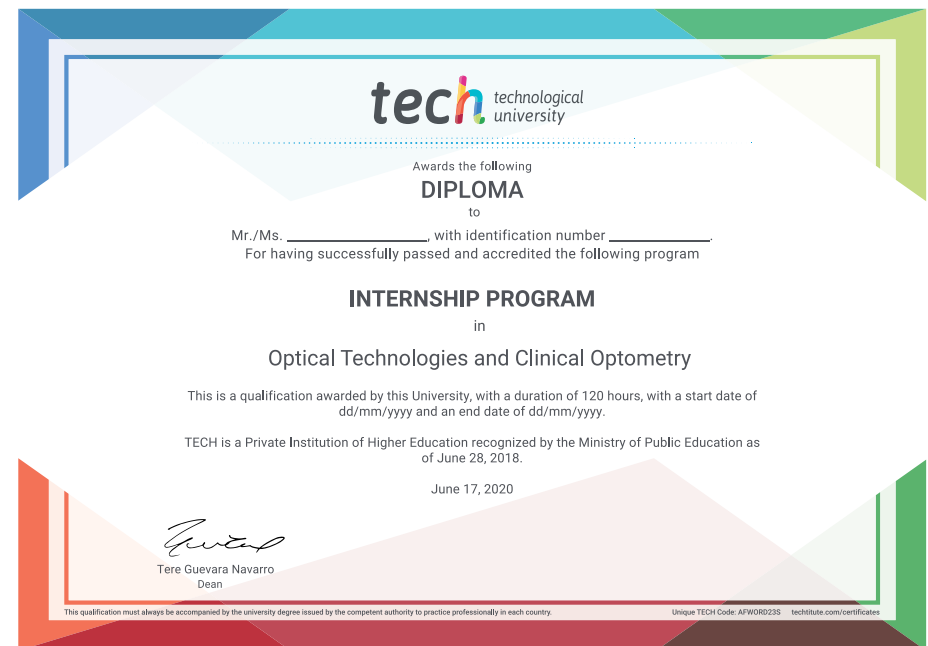 tech technological
university
Awards the following
DIPLOMA
to
Mr./Ms. ____________________, with identification number ______________.
For having successfully passed and accredited the following program
INTERNSHIP PROGRAM
in
Optical Technologies and Clinical Optometry
This is a qualification awarded by this University, with a duration of 120 hours, with a start date of
dd/mm/yyyy and an end date of dd/mm/yyyy.
TECH is a Private Institution of Higher Education recognized by the Ministry of Public Education as
of June 28, 2018.
June 17, 2020
Tere Guevara Navarro
Dean
This qualification must always be accompanied by the university degree issued by the competent authority to practice professionally in each country. Unique TECH Code: AFWORD23S techtitute.com/certificates